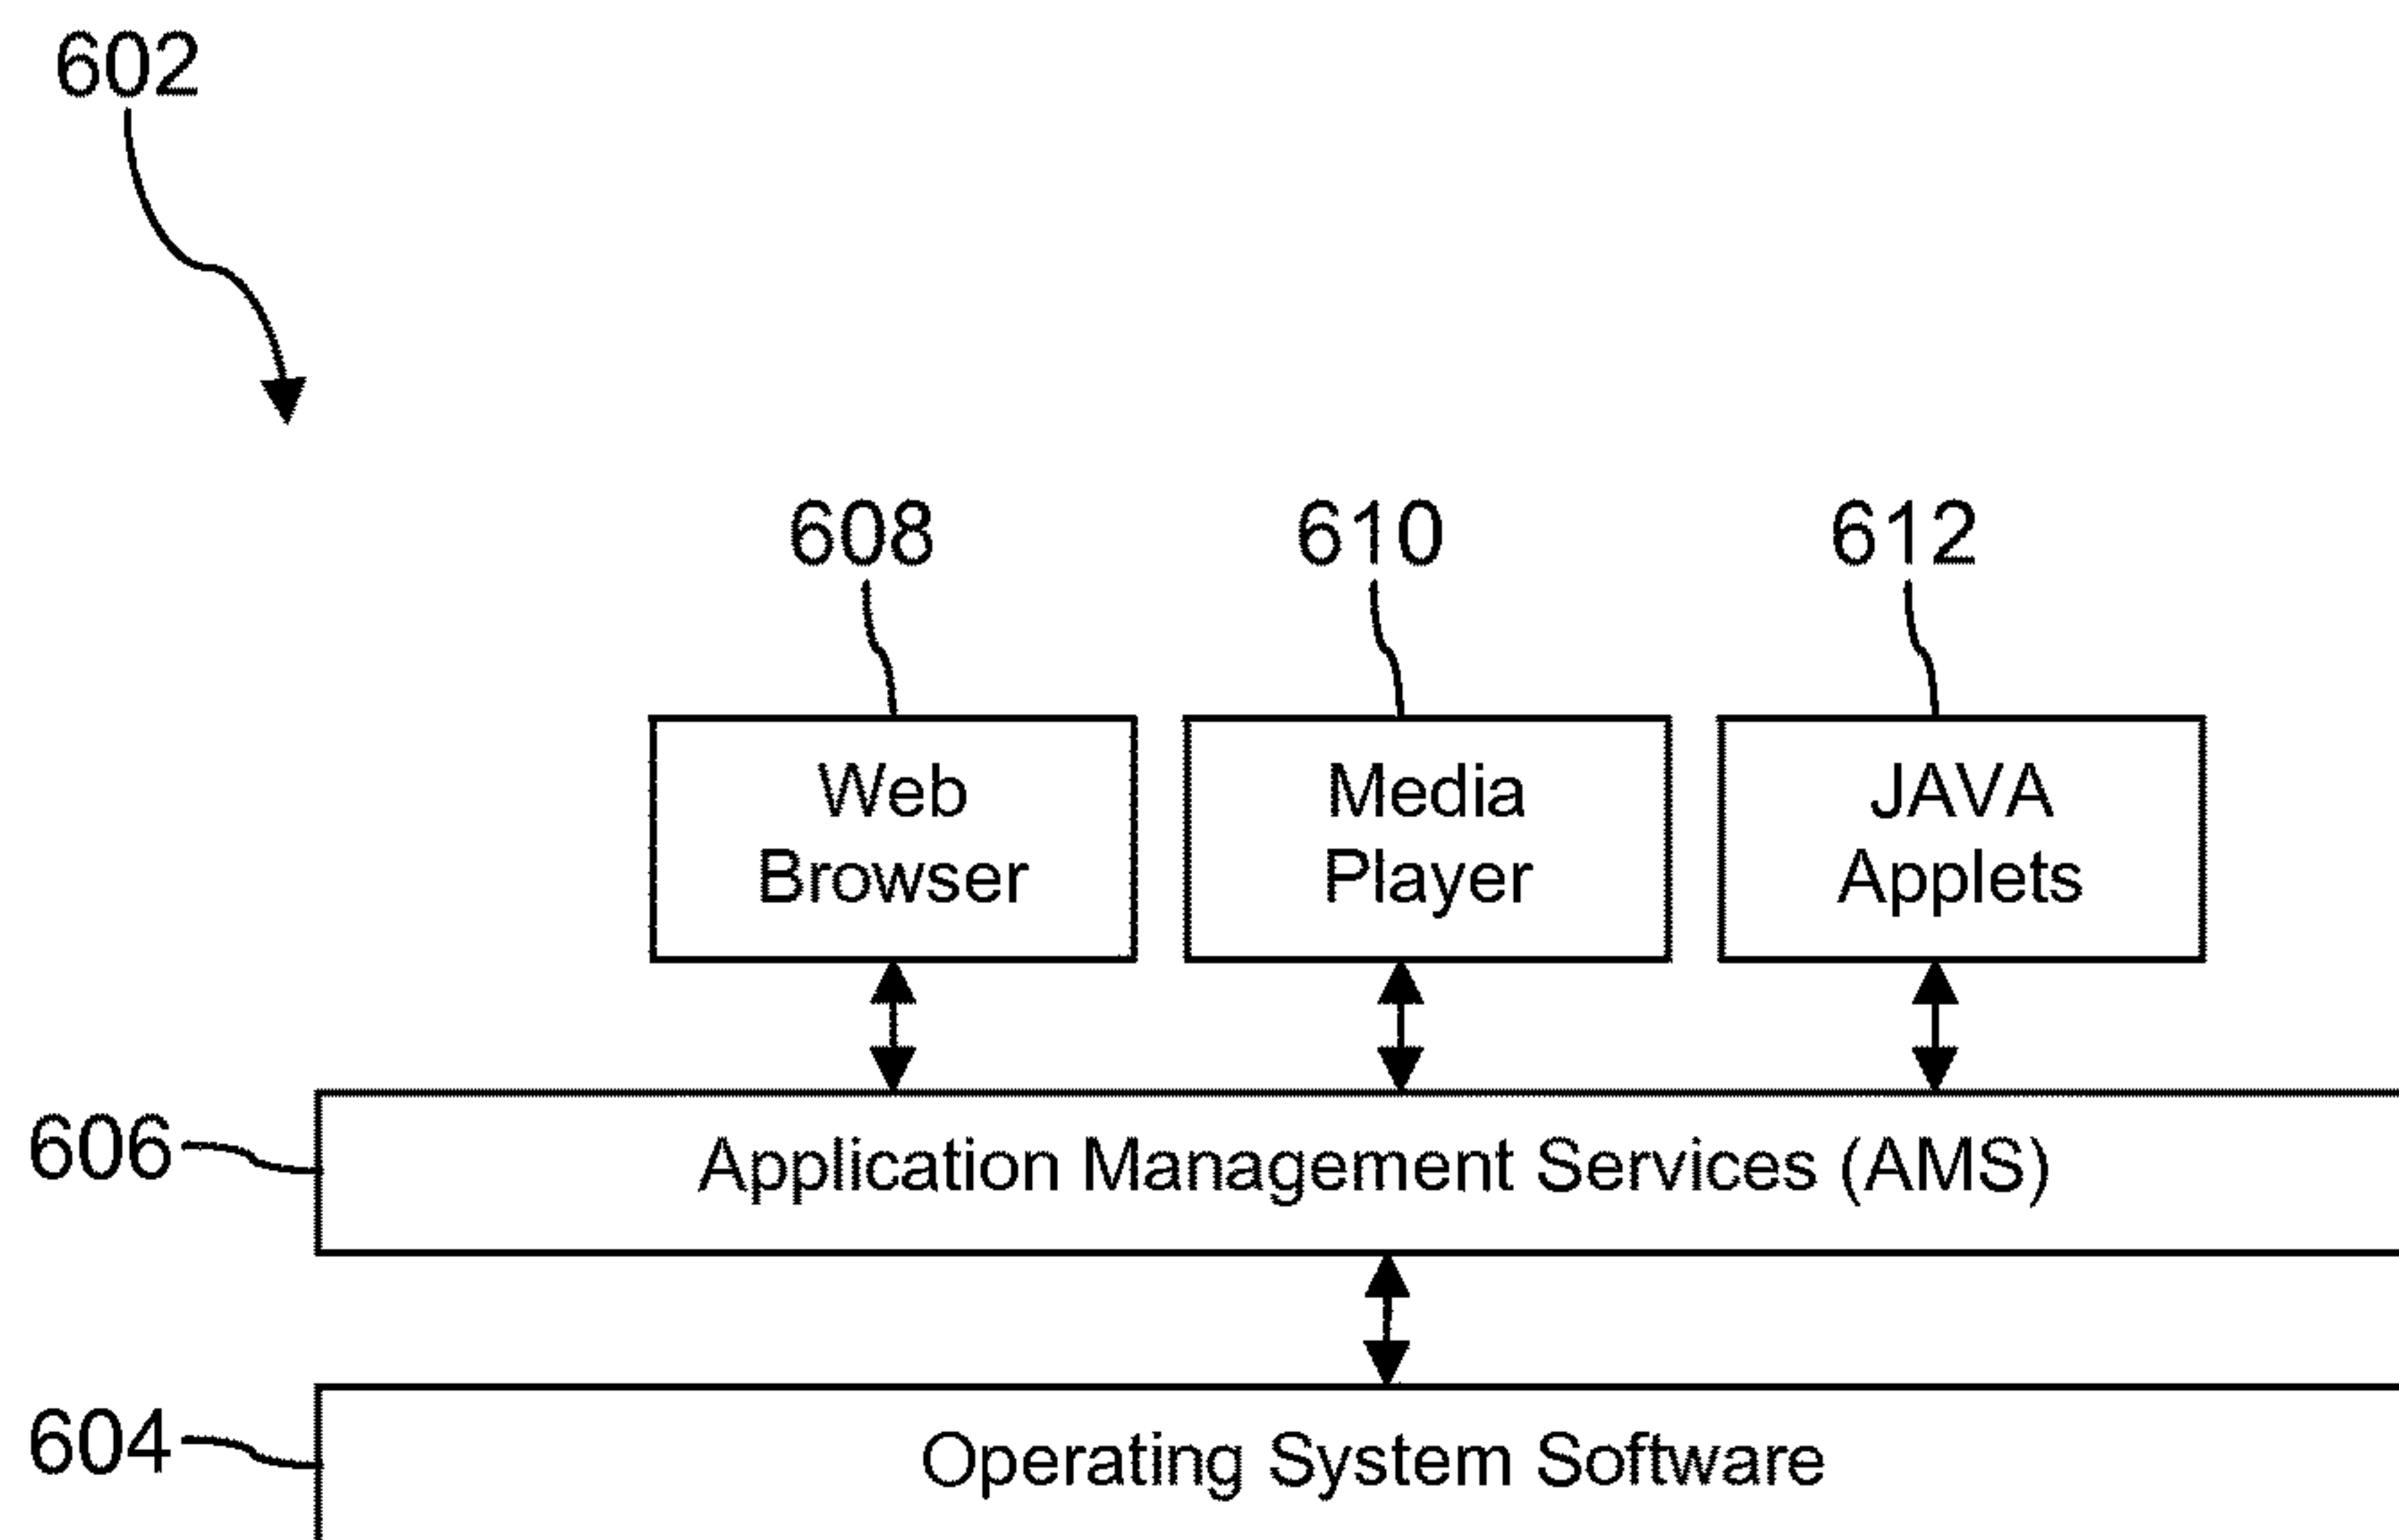 602
608
610
612
Web
Browser
Media
Player
JAVA
Applets
606
Application Management Services (AMS)
604
Operating System Software